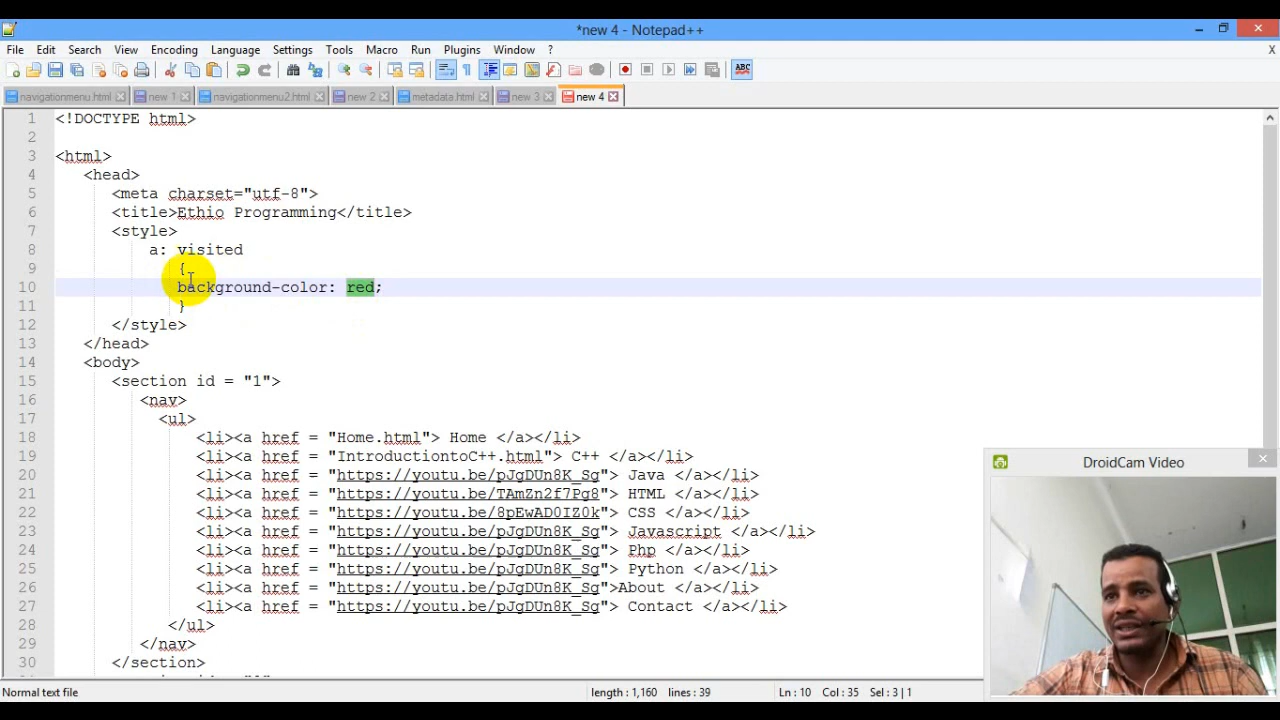 *new 4 - Notepad++
File Edit Search View Encoding Language Settings Tools Macro Run Plugins Window ? X
ABC
navigationmenu.html new 1 navigationmenu2.html new 2 metadata.html new 3 new 4
1 <!DOCTYPE html>
2
3 <html>
4 <head>
5 <meta charset="utf-8">
6 <title>Ethio Programming</title>
7 <style>
8 a: visited
9 {
10 background-color: red;
11 }
12 </style>
13 </head>
14 <body>
15 <section id = "1">
16 <nav>
17 <ul>
18 <li><a href = "Home.html"> Home </a></li>
19 <li><a href = "IntroductiontoC++.html"> C++ </a></li>
20 <li><a href = "https://youtu.be/pJgDUn8K_Sg"> Java </a></li>
21 <li><a href = "https://youtu.be/TAmZn2f7Pg8"> HTML </a></li>
22 <li><a href = "https://youtu.be/8pEwAD0IZ0k"> CSS </a></li>
23 <li><a href = "https://youtu.be/pJgDUn8K_Sg"> Javascript </a></li>
24 <li><a href = "https://youtu.be/pJgDUn8K_Sg"> Php </a></li>
25 <li><a href = "https://youtu.be/pJgDUn8K_Sg"> Python </a></li>
26 <li><a href = "https://youtu.be/pJgDUn8K_Sg">About </a></li>
27 <li><a href = "https://youtu.be/pJgDUn8K_Sg"> Contact </a></li>
28 </ul>
29 </nav>
30 </section>
DroidCam Video
Normal text file length : 1,160 lines : 39 Ln : 10 Col : 35 Sel : 3 | 1